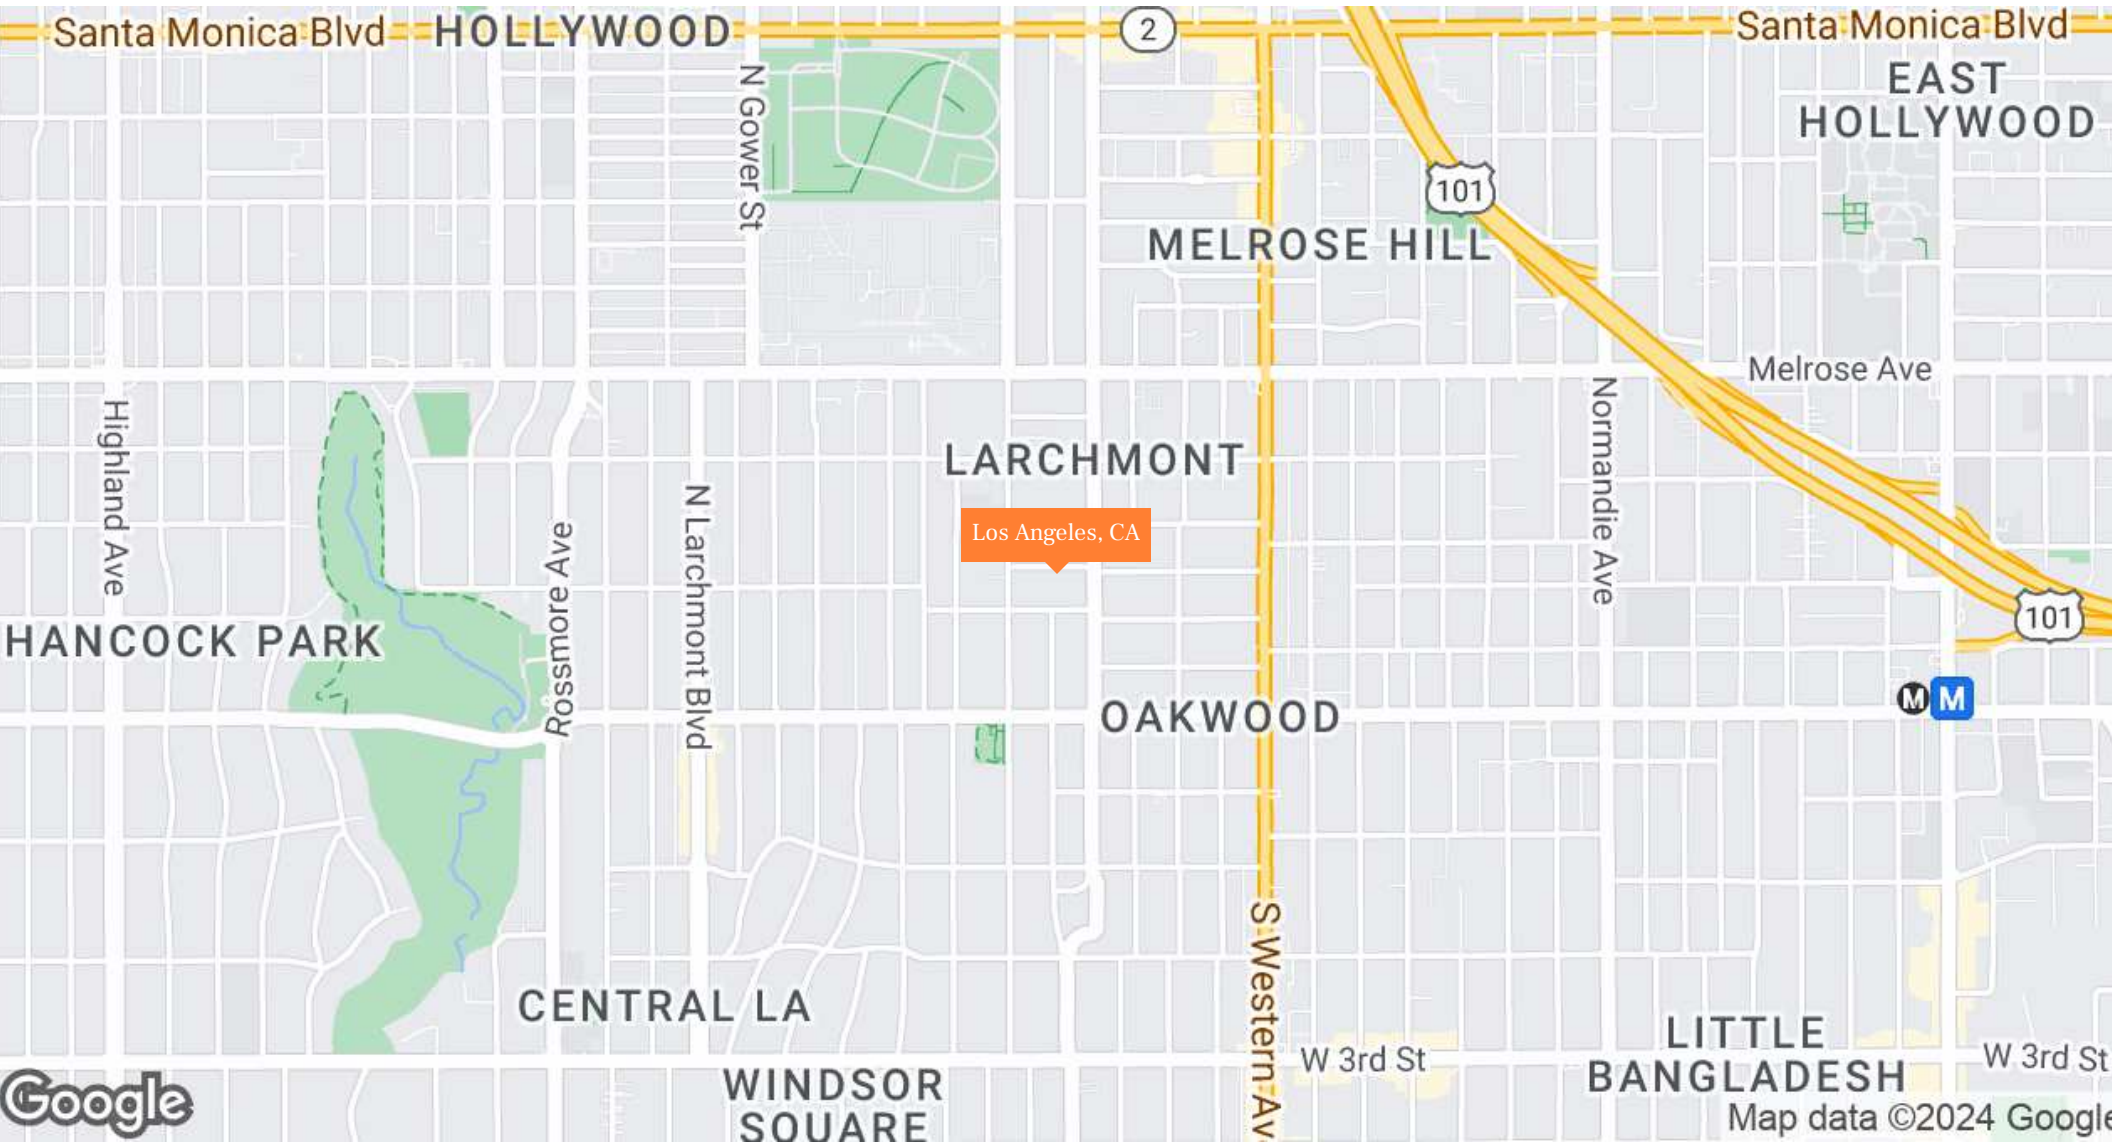 Santa Monica Blvd
HOLLYWOOD
2
Santa Monica Blvd
EAST
HOLLYWOOD
N Gower St
101
MELROSE HILL
Melrose Ave
Highland Ave
Normandie Ave
LARCHMONT
N Larchmont Blvd
Rossmore Ave
Los Angeles, CA
101
HANCOCK PARK
M
M
OAKWOOD
S Western Av
CENTRAL LA
LITTLE
BANGLADESH
W 3rd St
W 3rd St
WINDSOR
SQUARE
Google
Map data ©2024 Google